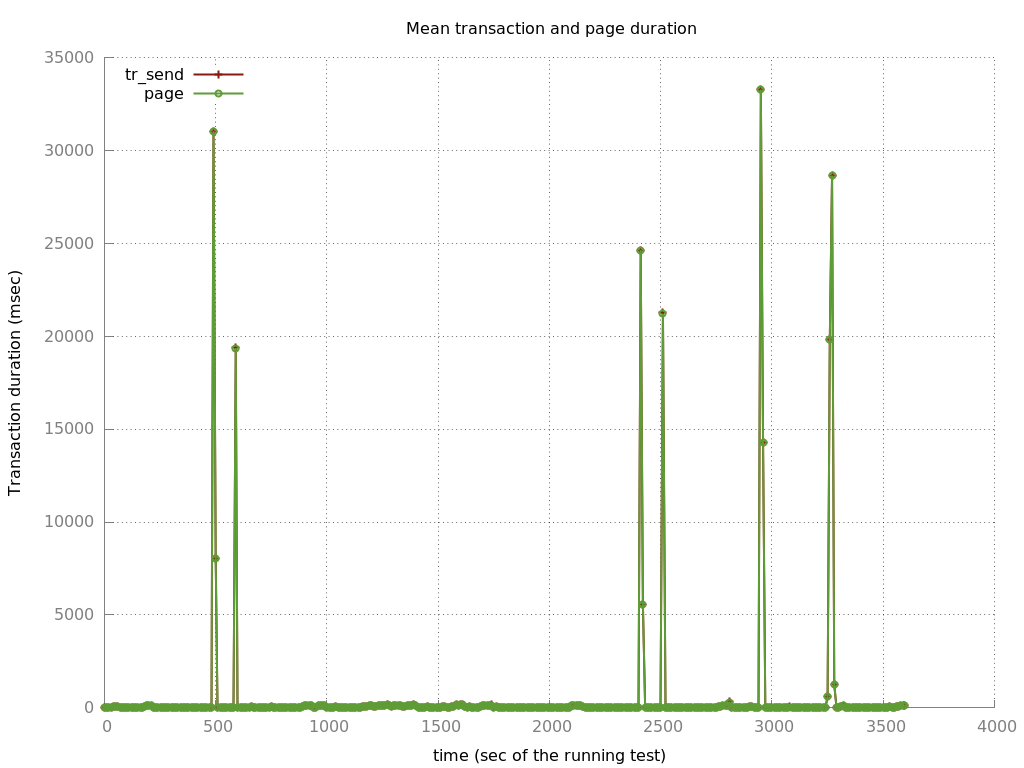 Mean transaction and page duration
35000
30000
25000
20000
15000
10000
5000
0
tr_send
page
Transaction duration (msec)
0 500 1000 1500 2000 2500 3000 3500 4000
time (sec of the running test)